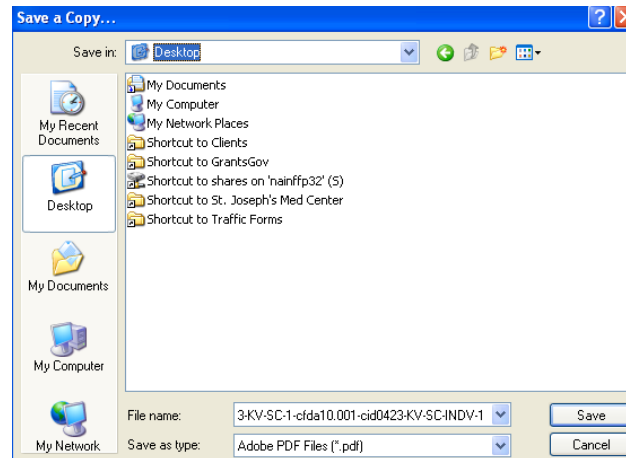 Save a Copy...
Save in:
Desktop
My Recent
Documents
Desktop
My Documents
My Computer
My Network
My Documents
My Computer
My Network Places
Shortcut to Clients
Shortcut to GrantsGov
Shortcut to shares on 'nainffp32' (S)
Shortcut to St. Joseph's Med Center
Shortcut to Traffic Forms
File name:
3-KV-SC-1-cfda10.001-cid0423-KV-SC-INDV-1
Save
Save as type:
Adobe PDF Files (*.pdf)
Cancel